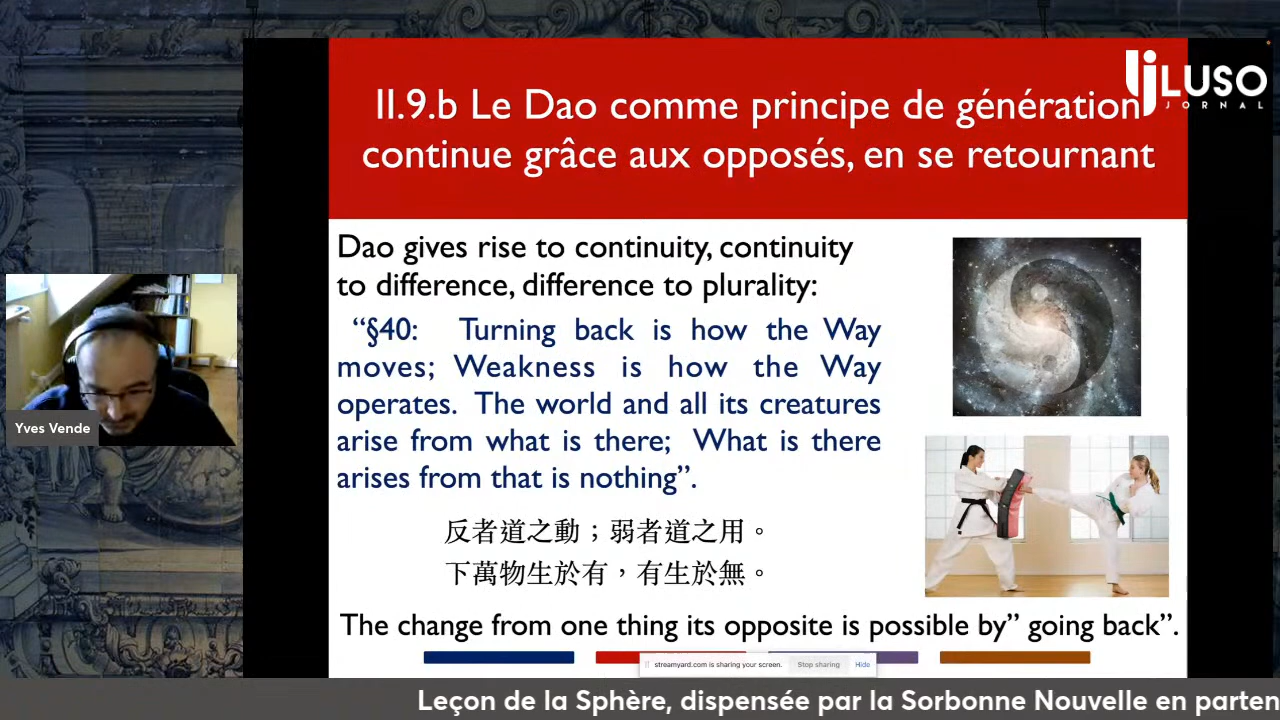 LUSO
JORNAL
II.9.b Le Dao comme principe de génération
continue grâce aux opposés, en se retournant
Dao gives rise to continuity, continuity
to difference, difference to plurality:
“§40: Turning back is how the Way
moves; Weakness is how the Way
operates. The world and all its creatures
arise from what is there; What is there
arises from that is nothing”.
反者道之動；弱者道之用。
下萬物生於有，有生於無。
The change from one thing its opposite is possible by” going back”.
Yves Vende
streamyard.com is sharing your screen. Stop sharing Hide
Leçon de la Sphère, dispensée par la Sorbonne Nouvelle en parten